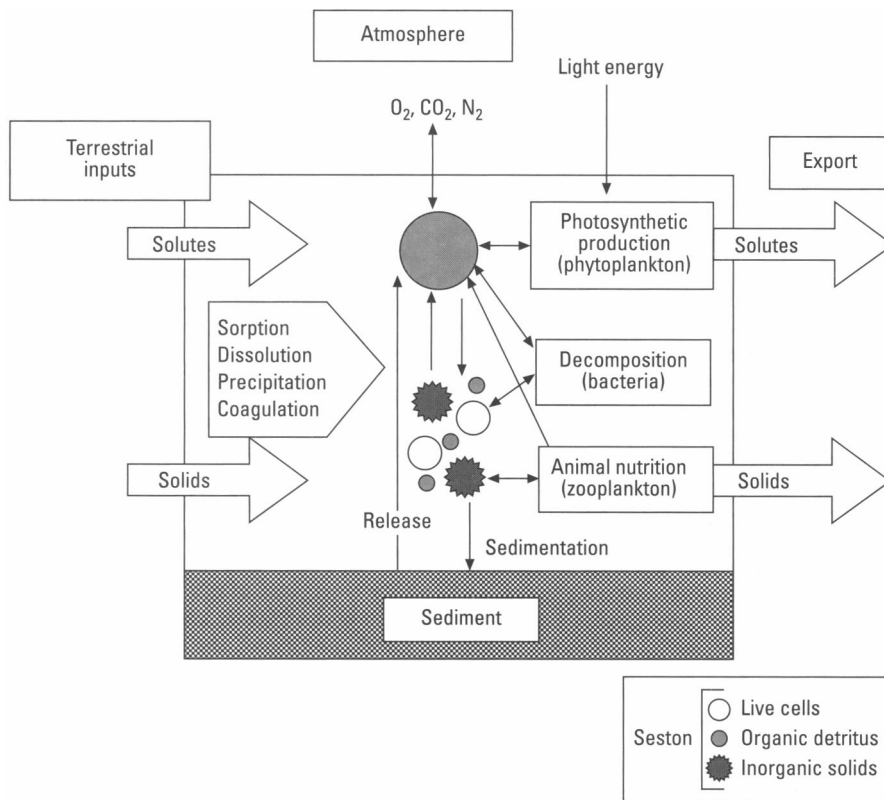 Atmosphere
Light energy
O₂, CO₂, N₂
Terrestrial
inputs
Export
Solutes
Photosynthetic
production
(phytoplankton)
Solutes
Sorption
Dissolution
Precipitation
Coagulation
Decomposition
(bacteria)
Solids
Animal nutrition
(zooplankton)
Solids
Release
Sedimentation
Sediment
Seston
Live cells
Organic detritus
Inorganic solids